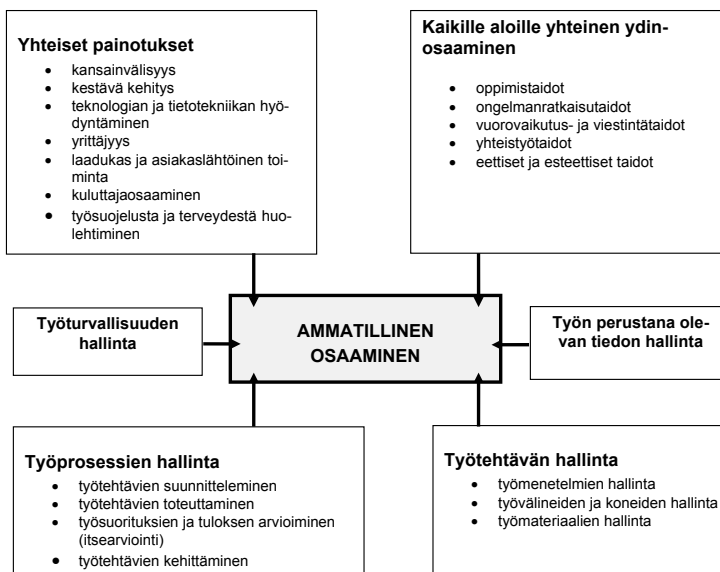 Yhteiset painotukset
• kansainvälisyys
• kestävä kehitys
• teknologian ja tietotekniikan hyö-
dyntäminen
• yrittäjyys
• laadukas ja asiakaslähtöinen toi-
minta
• kuluttajaosaaminen
• työsuojelusta ja terveydestä huo-
lehtiminen
Kaikille aloille yhteinen ydin-
osaaminen
• oppimistaidot
• ongelmanratkaisutaidot
• vuorovaikutus- ja viestintätaidot
• yhteistyötaidot
• eettiset ja esteettiset taidot
Työturvallisuuden
hallinta
AMMATILLINEN
OSAAMINEN
Työn perustana ole-
van tiedon hallinta
Työprosessien hallinta
• työtehtävien suunnitteleminen
• työtehtävien toteuttaminen
• työsuorituksien ja tuloksen arvioiminen
(itsearviointi)
• työtehtävien kehittäminen
Työtehtävän hallinta
• työmenetelmien hallinta
• työvälineiden ja koneiden hallinta
• työmateriaalien hallinta